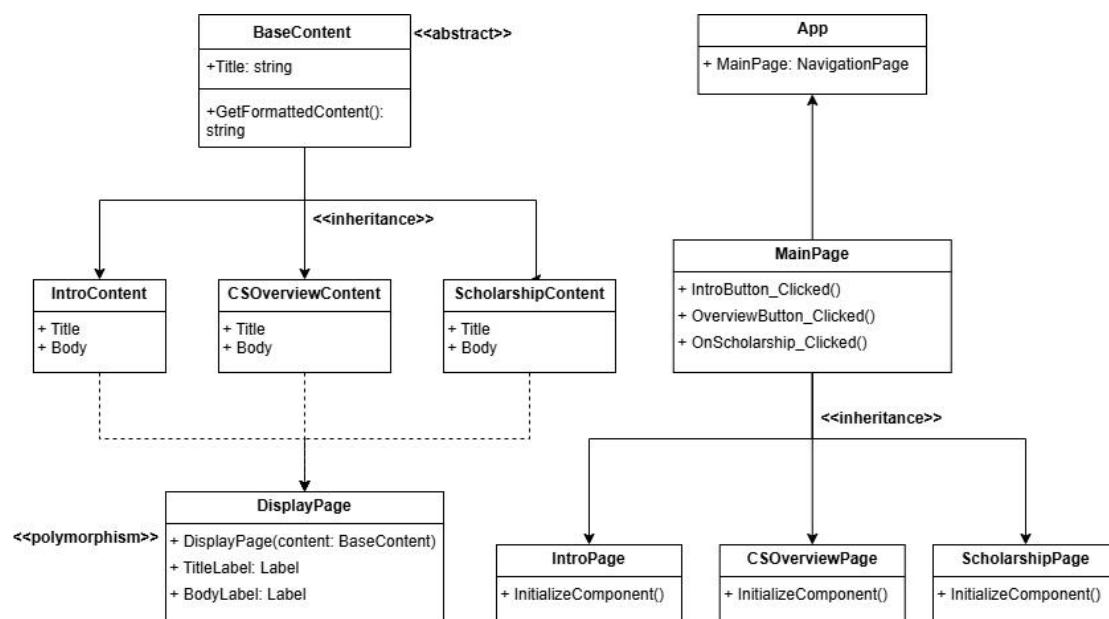 BaseContent
<<abstract>>
+Title: string
+GetFormattedContent():
string
App
+ MainPage: NavigationPage
<<inheritance>>
IntroContent
+ Title
+ Body
CSOverviewContent
+ Title
+ Body
ScholarshipContent
+ Title
+ Body
MainPage
+ IntroButton_Clicked()
+ OverviewButton_Clicked()
+ OnScholarship_Clicked()
<<inheritance>>
<<polymorphism>>
DisplayPage
+ DisplayPage(content: BaseContent)
+ TitleLabel: Label
+ BodyLabel: Label
IntroPage
+ InitializeComponent()
CSOverviewPage
+ InitializeComponent()
ScholarshipPage
+ InitializeComponent()